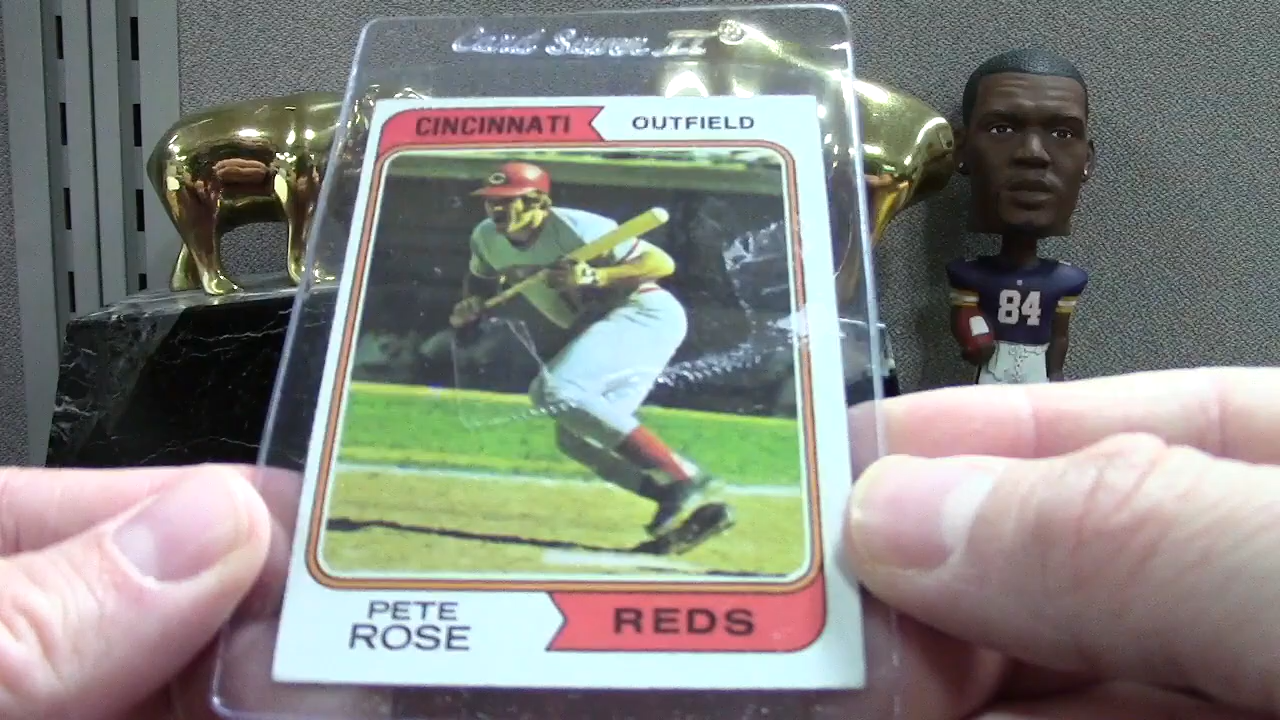 Card Saver II®
CINCINNATI OUTFIELD
C
84
PETE
ROSE
REDS